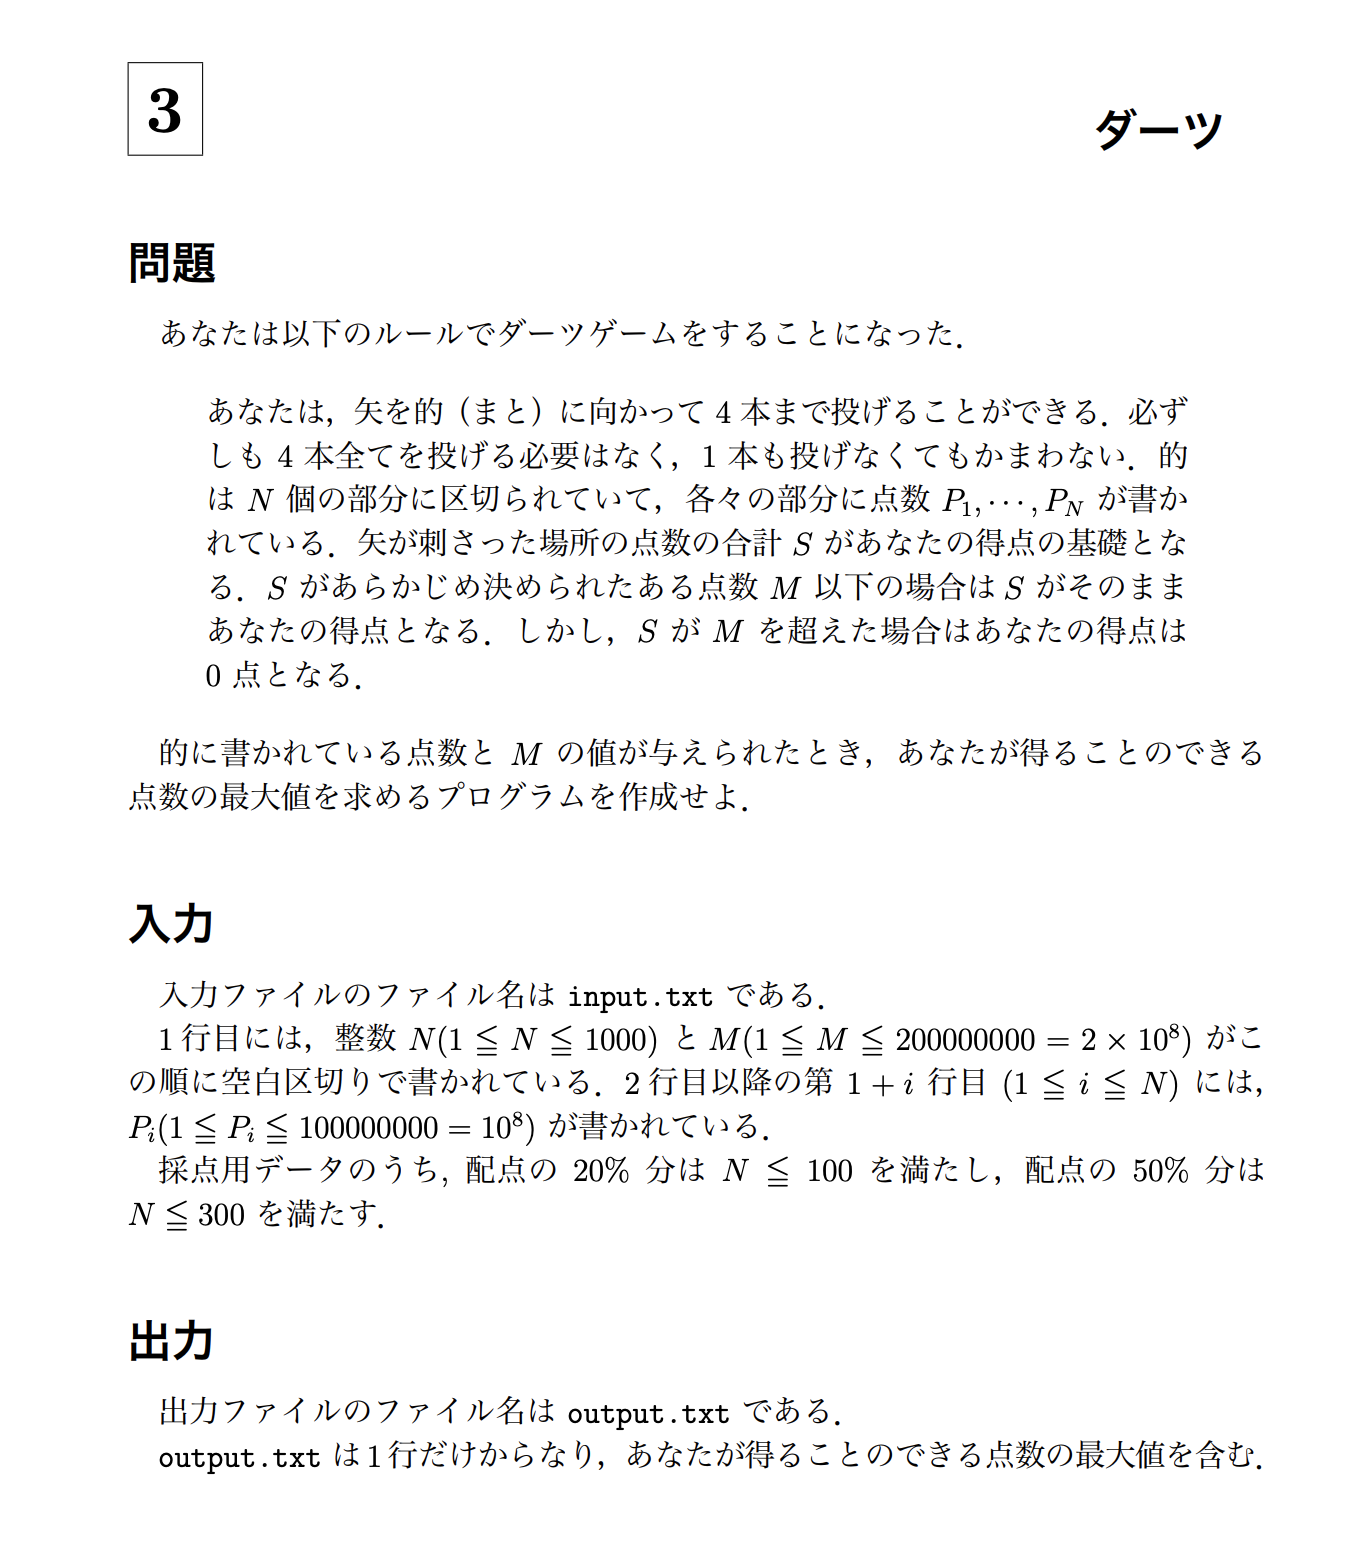 3
ダーツ
問題
あなたは以下のルールでダーツゲームをすることになった．
あなたは，矢を的（まと）に向かって 4 本まで投げることができる．必ず
しも 4 本全てを投げる必要はなく，1 本も投げなくてもかまわない．的
は N 個の部分に区切られていて，各々の部分に点数 P₁, ⋯ , P_N が書か
れている．矢が刺さった場所の点数の合計 S があなたの得点の基礎とな
る．S があらかじめ決められたある点数 M 以下の場合は S がそのまま
あなたの得点となる．しかし，S が M を超えた場合はあなたの得点は
0 点となる．
的に書かれている点数と M の値が与えられたとき，あなたが得ることのできる
点数の最大値を求めるプログラムを作成せよ．
入力
入力ファイルのファイル名は input.txt である．
1 行目には，整数 N(1 ≦ N ≦ 1000) と M(1 ≦ M ≦ 200000000 = 2 × 10⁸) がこ
の順に空白区切りで書かれている．2 行目以降の第 1 + i 行目 (1 ≦ i ≦ N) には，
P_i(1 ≦ P_i ≦ 100000000 = 10⁸) が書かれている．
採点用データのうち, 配点の 20% 分は N ≦ 100 を満たし，配点の 50% 分は
N ≦ 300 を満たす．
出力
出力ファイルのファイル名は output.txt である．
output.txt は 1 行だけからなり，あなたが得ることのできる点数の最大値を含む．